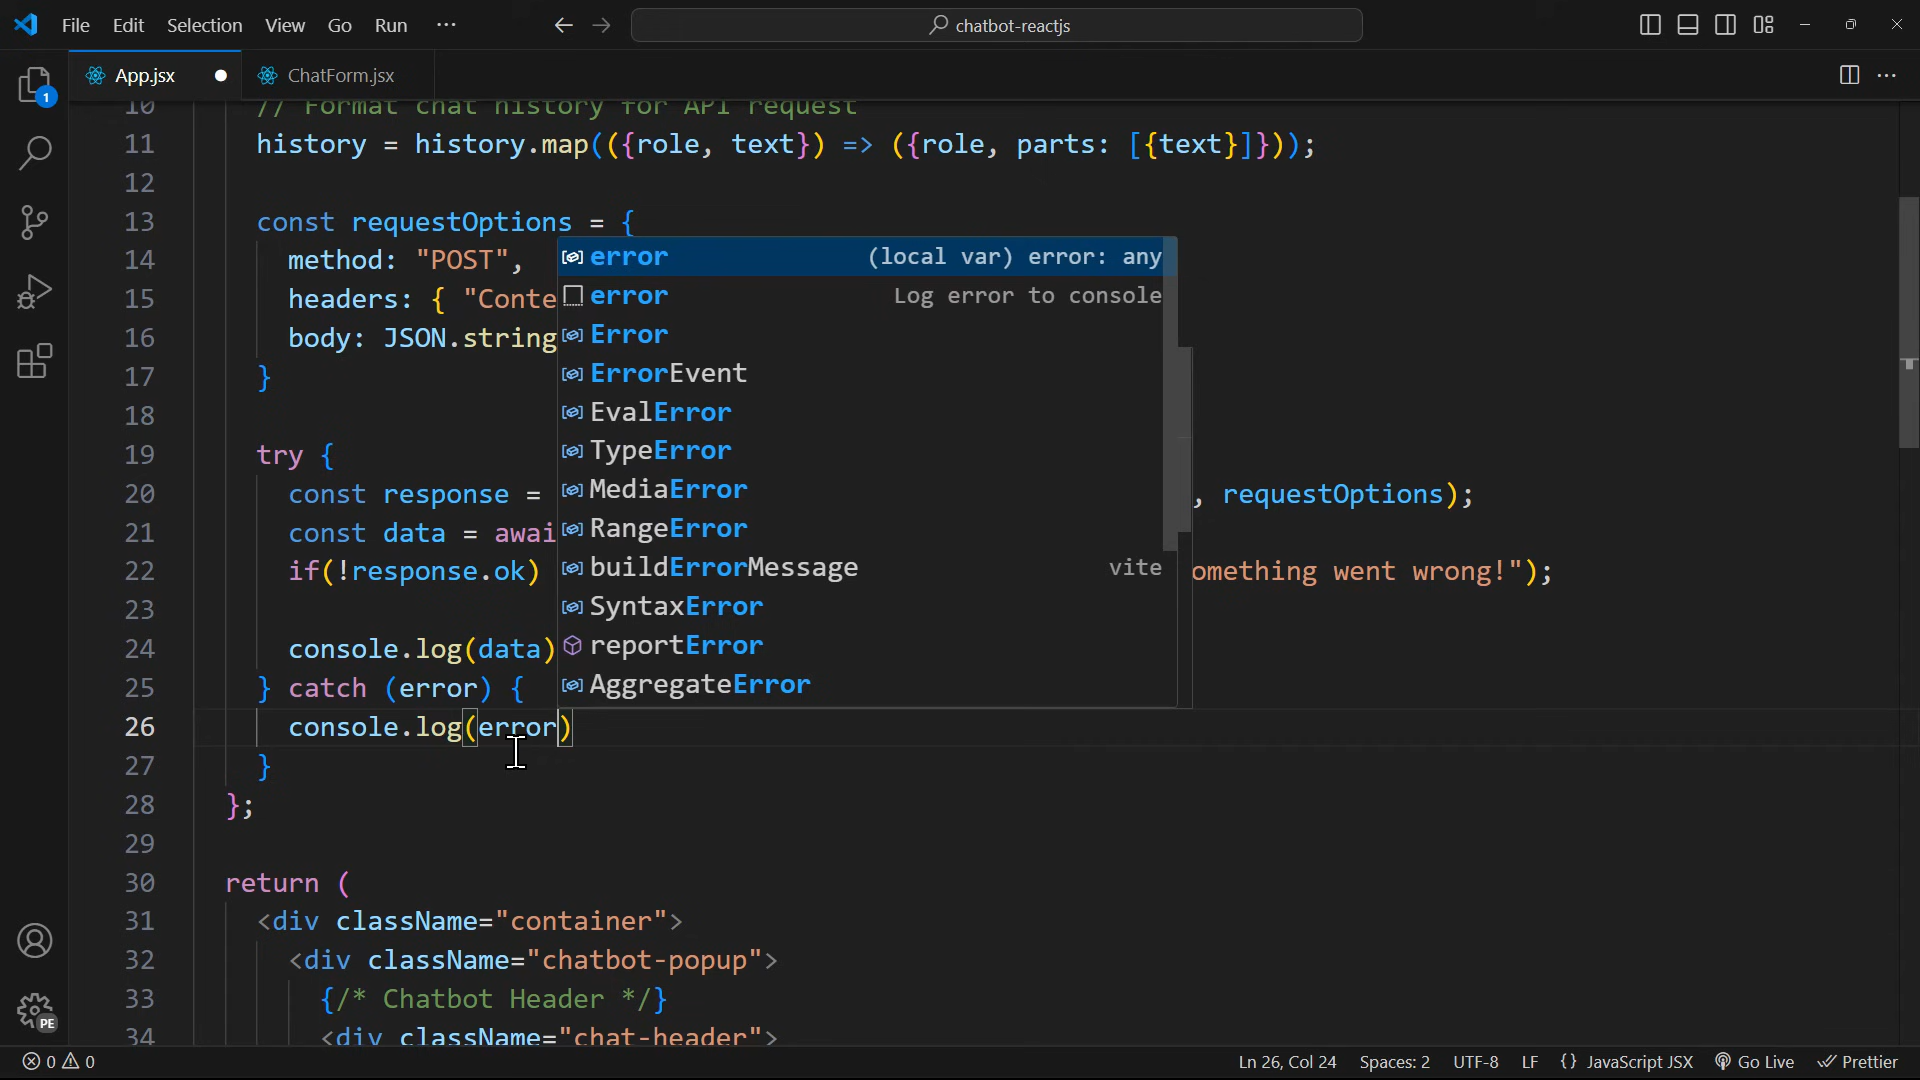 File Edit Selection View Go Run ··· ← → chatbot-reactjs
App.jsx ● ChatForm.jsx ···
1
10 // Format chat history for API request
11 history = history.map(({role, text}) => ({role, parts: [{text}]}));
12
13 const requestOptions = {
14 method: "POST",
15 headers: { "Conte
16 body: JSON.string
17 }
18
19 try {
20 const response = , requestOptions);
21 const data = awai
22 if(!response.ok) omething went wrong!");
23
24 console.log(data)
25 } catch (error) {
26 console.log(error)
27 }
28 };
29
30 return (
31 <div className="container">
32 <div className="chatbot-popup">
33 {/* Chatbot Header */}
34 <div className="chat-header">
error (local var) error: any
error Log error to console
Error
ErrorEvent
EvalError
TypeError
MediaError
RangeError
buildErrorMessage vite
SyntaxError
reportError
AggregateError
PE
0 0 Ln 26, Col 24 Spaces: 2 UTF-8 LF {} JavaScript JSX Go Live Prettier